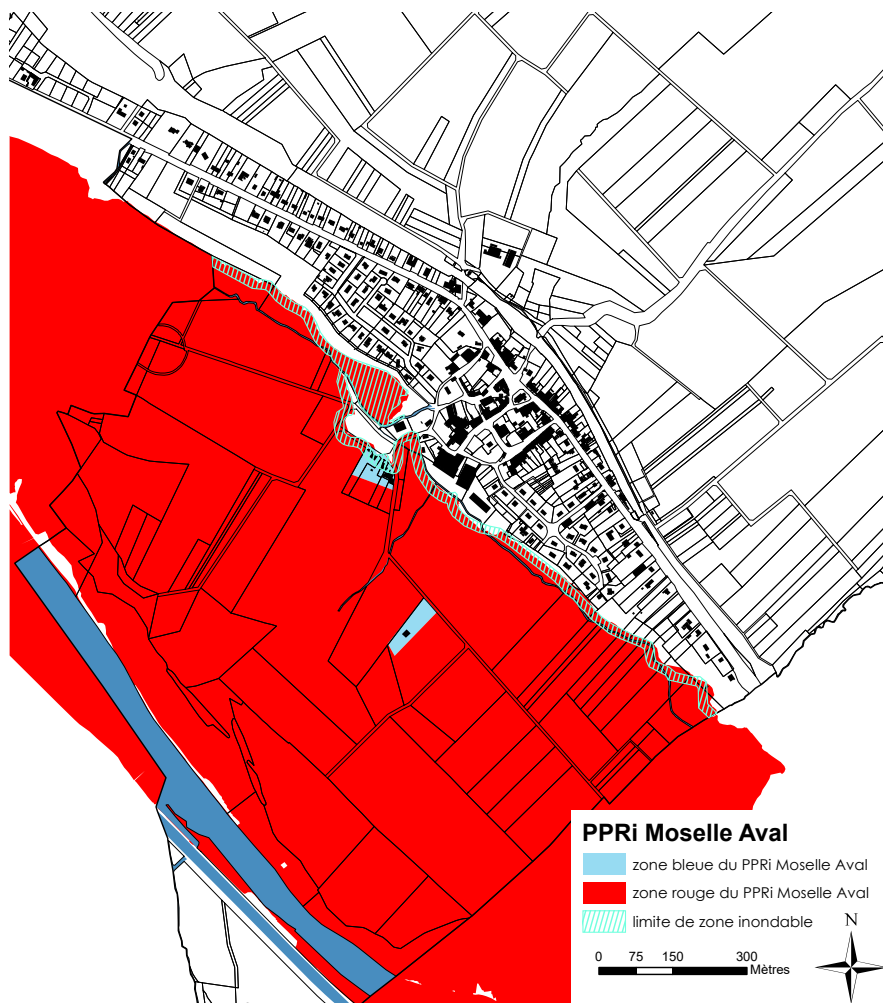 PPRi Moselle Aval
zone bleue du PPRi Moselle Aval
zone rouge du PPRi Moselle Aval
limite de zone inondable
N
0 75 150 300
Mètres